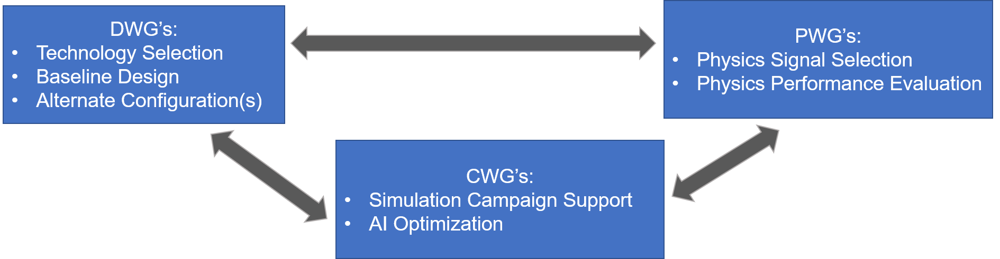 DWG’s:
• Technology Selection
• Baseline Design
• Alternate Configuration(s)
PWG’s:
• Physics Signal Selection
• Physics Performance Evaluation
CWG’s:
• Simulation Campaign Support
• AI Optimization